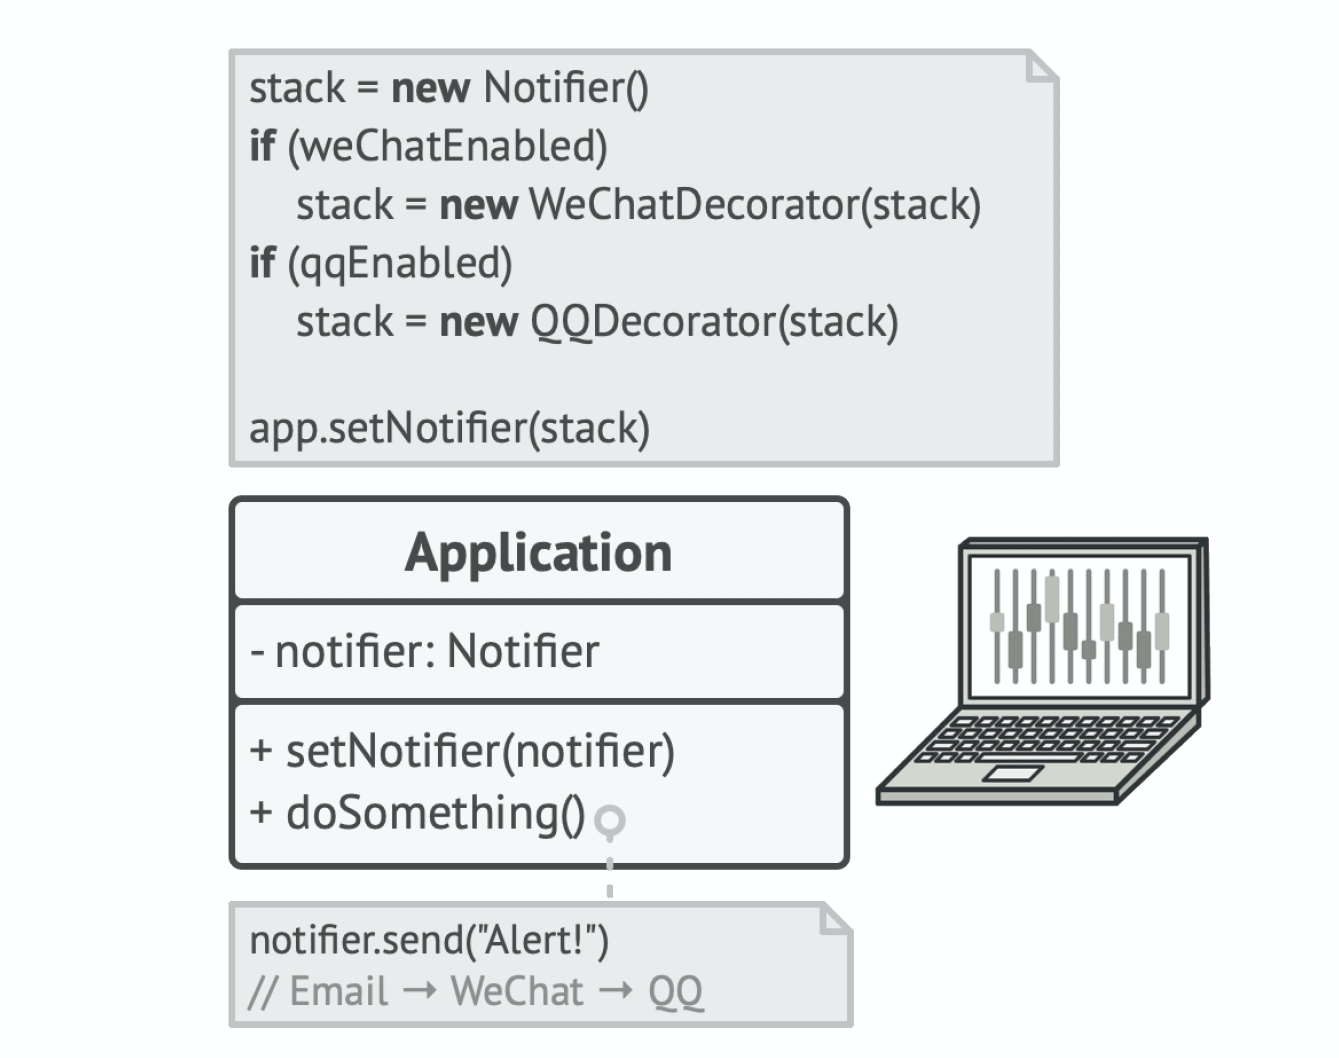 stack = new Notifier()
if (weChatEnabled)
stack = new WeChatDecorator(stack)
if (qqEnabled)
stack = new QQDecorator(stack)
app.setNotifier(stack)
Application
- notifier: Notifier
+ setNotifier(notifier)
+ doSomething()
notifier.send("Alert!")
// Email → WeChat → QQ